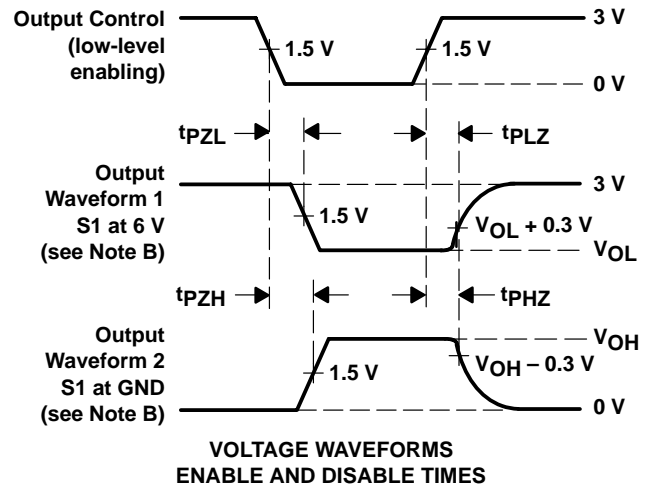 Output Control
(low-level
enabling)
1.5 V
1.5 V
3 V
0 V
tPZL
tPLZ
Output
Waveform 1
S1 at 6 V
(see Note B)
1.5 V
3 V
VOL + 0.3 V
VOL
tPZH
tPHZ
Output
Waveform 2
S1 at GND
(see Note B)
1.5 V
VOH
VOH – 0.3 V
0 V
VOLTAGE WAVEFORMS
ENABLE AND DISABLE TIMES